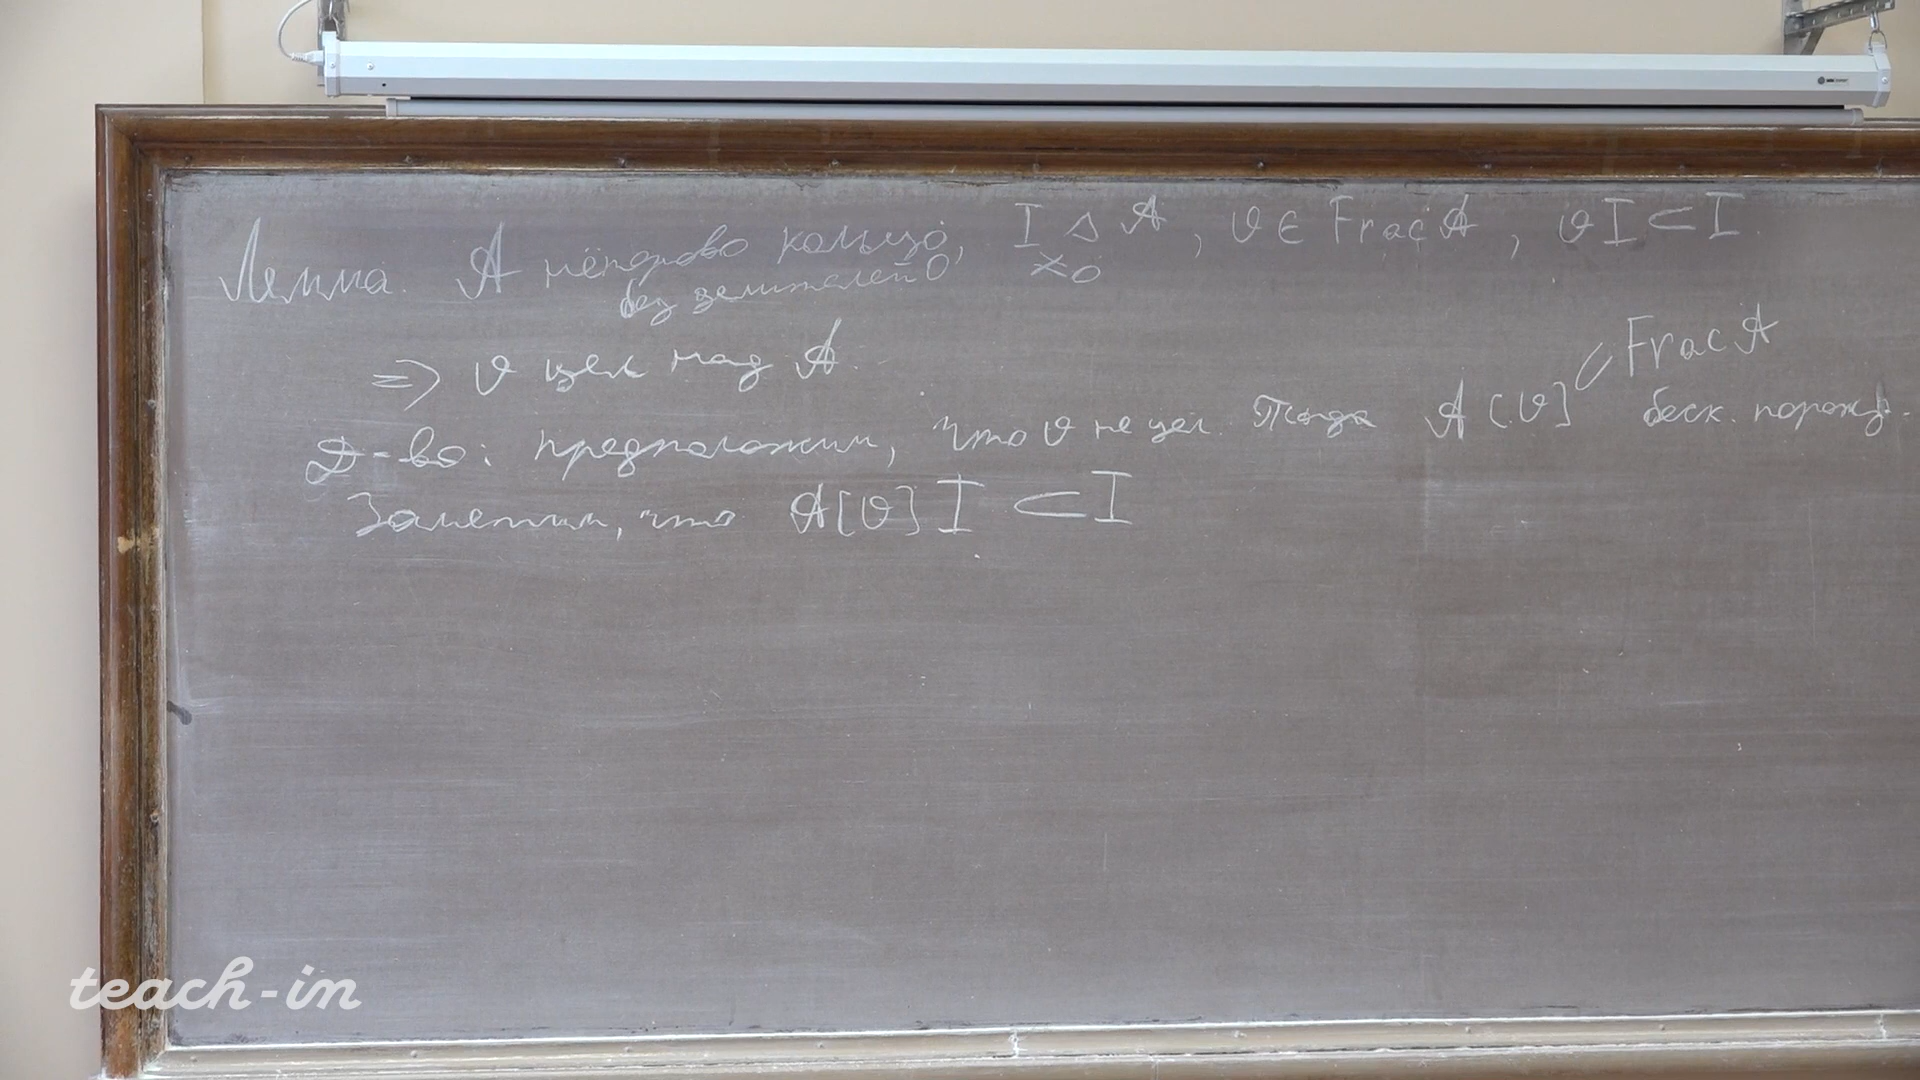 Лемма. A нётерово кольцо, I ◁ A, v ∈ Frac A, vI ⊂ I.
без делителей 0 ≠0
⇒ v цел над A.
⊂ Frac A
Д-во: предположим, что v не цел. Тогда A[v] беск. порожд.
Заметим, что A[v] I ⊂ I
teach-in